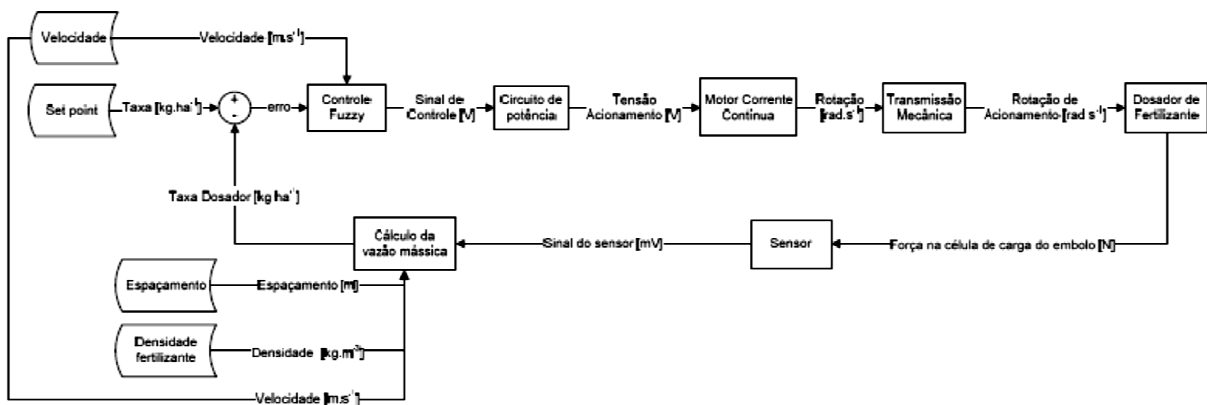 Velocidade
Velocidade [m.s⁻¹]
Set point
Taxa [kg.ha⁻¹]
+
-
erro
Controle
Fuzzy
Sinal de
Controle [V]
Circuito de
potência
Tensão
Acionamento [V]
Motor Corrente
Contínua
Rotação
[rad.s⁻¹]
Transmissão
Mecânica
Rotação de
Acionamento [rad s⁻¹]
Dosador de
Fertilizante
Taxa Dosador [kg ha⁻¹]
Cálculo da
vazão mássica
Sinal do sensor [mV]
Sensor
Força na célula de carga do embolo [N]
Espaçamento
Espaçamento [m]
Densidade
fertilizante
Densidade [kg.m⁻³]
Velocidade [m.s⁻¹]